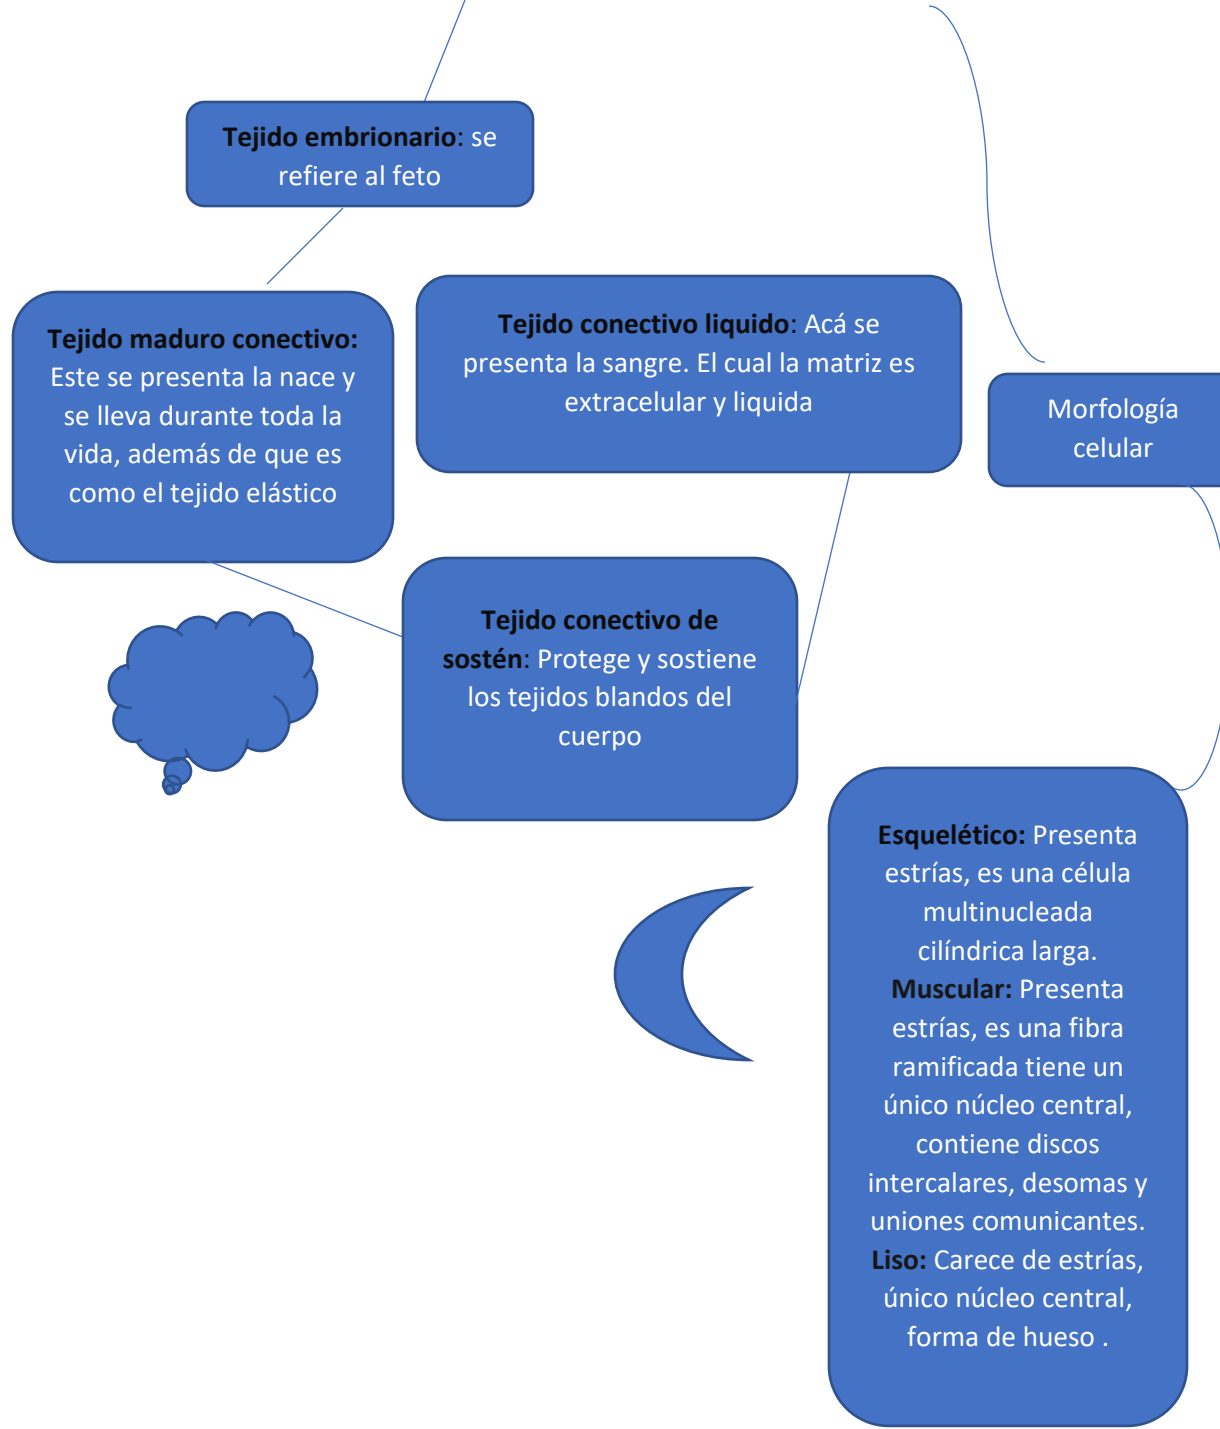 Tejido embrionario: se
refiere al feto
Tejido maduro conectivo:
Este se presenta la nace y
se lleva durante toda la
vida, además de que es
como el tejido elástico
Tejido conectivo liquido: Acá se
presenta la sangre. El cual la matriz es
extracelular y liquida
Morfología
celular
Tejido conectivo de
sostén: Protege y sostiene
los tejidos blandos del
cuerpo
Esquelético: Presenta
estrías, es una célula
multinucleada
cilíndrica larga.
Muscular: Presenta
estrías, es una fibra
ramificada tiene un
único núcleo central,
contiene discos
intercalares, desomas y
uniones comunicantes.
Liso: Carece de estrías,
único núcleo central,
forma de hueso .